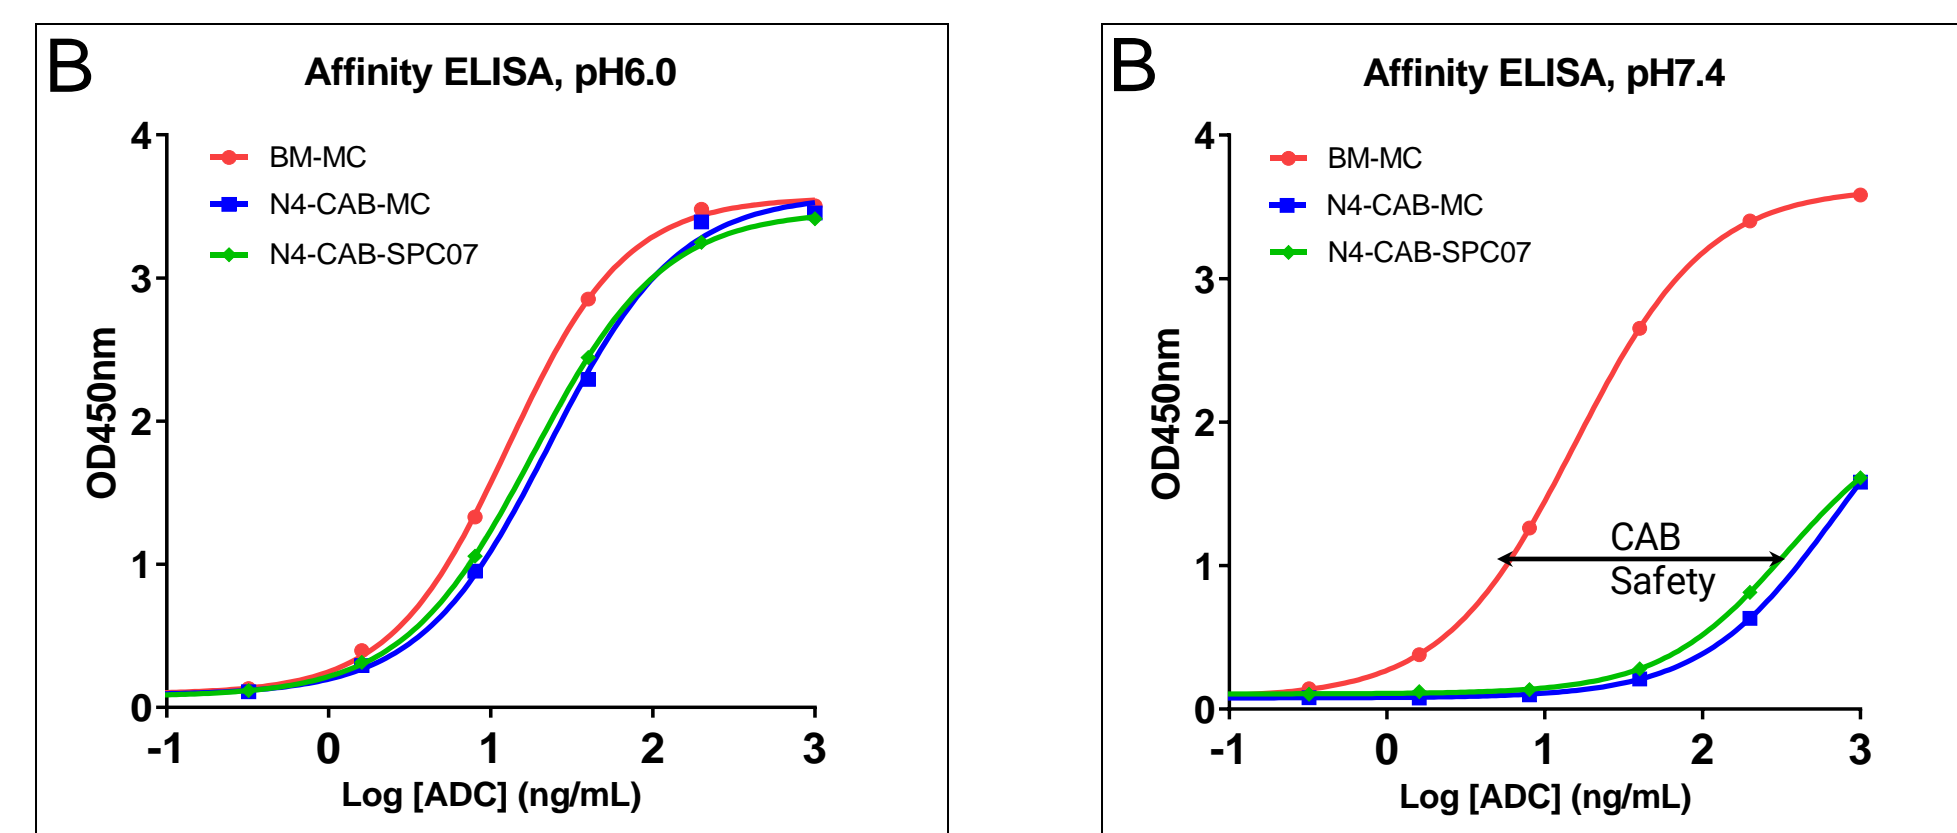 B
Affinity ELISA, pH6.0
BM-MC
N4-CAB-MC
N4-CAB-SPC07
4
3
2
1
0
OD450nm
-1 0 1 2 3
Log [ADC] (ng/mL)
B
Affinity ELISA, pH7.4
BM-MC
N4-CAB-MC
N4-CAB-SPC07
4
3
2
1
0
OD450nm
CAB
Safety
-1 0 1 2 3
Log [ADC] (ng/mL)